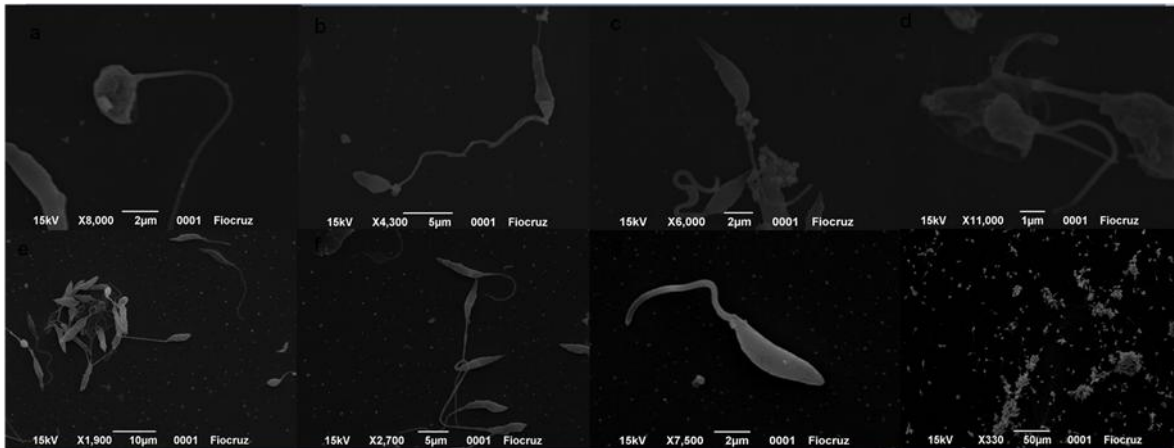 a
b
c
d
15kV X8,000 2µm 0001 Fiocruz
15kV X4,300 5µm 0001 Fiocruz
15kV X6,000 2µm 0001 Fiocruz
15kV X11,000 1µm 0001 Fiocruz
e
f
15kV X1,900 10µm 0001 Fiocruz
15kV X2,700 5µm 0001 Fiocruz
15kV X7,500 2µm 0001 Fiocruz
15kV X330 50µm 0001 Fiocruz